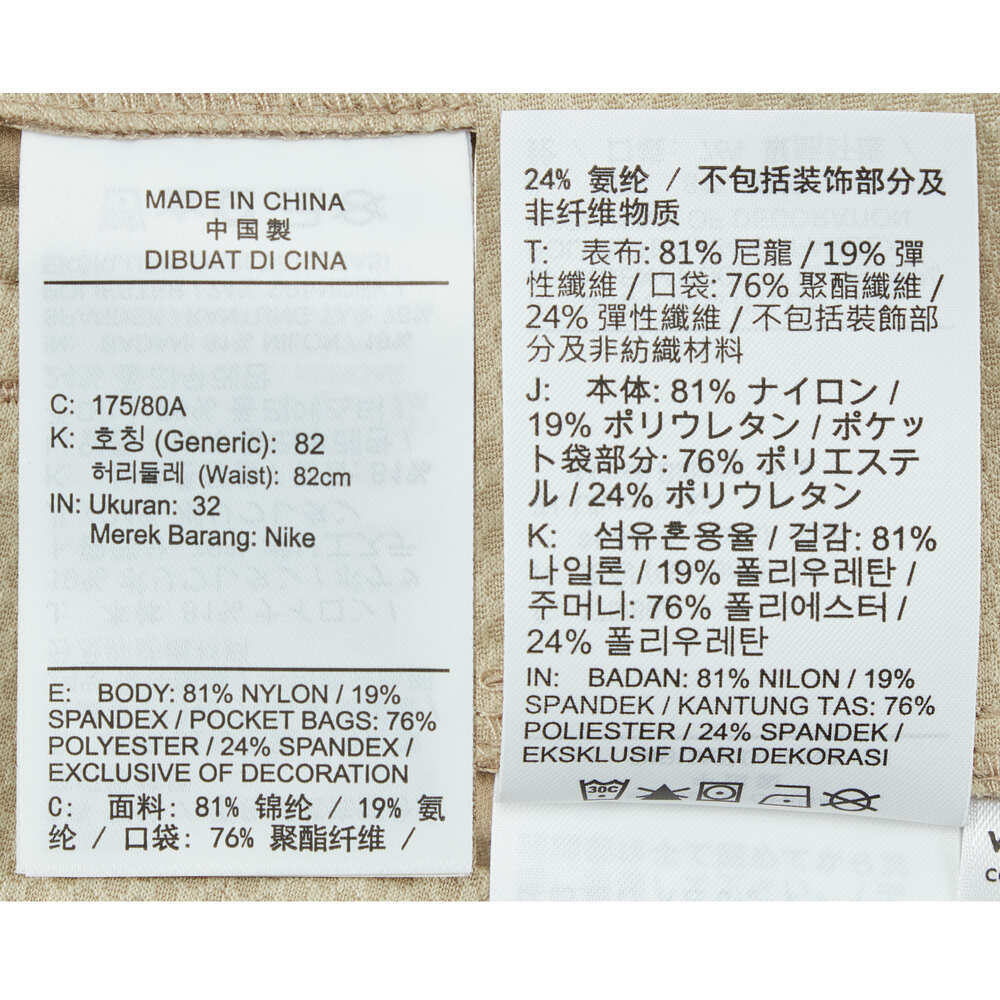 MADE IN CHINA
中国製
DIBUAT DI CINA
C: 175/80A
K: 호칭 (Generic): 82
허리둘레 (Waist): 82cm
IN: Ukuran: 32
Merek Barang: Nike
E: BODY: 81% NYLON / 19%
SPANDEX / POCKET BAGS: 76%
POLYESTER / 24% SPANDEX /
EXCLUSIVE OF DECORATION
C: 面料: 81% 锦纶 / 19% 氨
纶 / 口袋: 76% 聚酯纤维 /
24% 氨纶 / 不包括装饰部分及
非纤维物质
T: 表布: 81% 尼龍 / 19% 彈
性纖維 / 口袋: 76% 聚酯纖維 /
24% 彈性纖維 / 不包括裝飾部
分及非紡織材料
J: 本体: 81% ナイロン /
19% ポリウレタン / ポケッ
ト袋部分: 76% ポリエステ
ル / 24% ポリウレタン
K: 섬유혼용율 / 겉감: 81%
나일론 / 19% 폴리우레탄 /
주머니: 76% 폴리에스터 /
24% 폴리우레탄
IN: BADAN: 81% NILON / 19%
SPANDEK / KANTUNG TAS: 76%
POLIESTER / 24% SPANDEK /
EKSKLUSIF DARI DEKORASI
30C